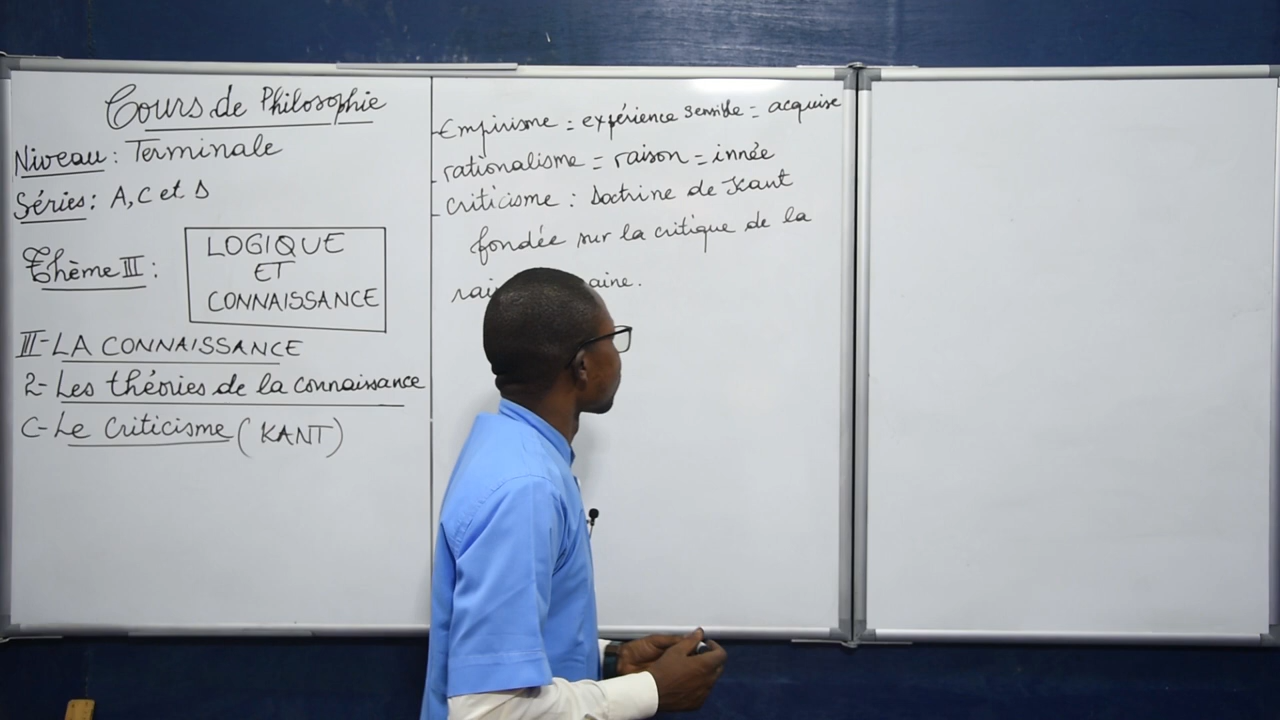 Cours de Philosophie
Niveau : Terminale
Séries : A, C et D
Thème III :
LOGIQUE
ET
CONNAISSANCE
II- LA CONNAISSANCE
2- Les théories de la connaissance
C- Le Criticisme (KANT)
- Empirisme = expérience sensible = acquise
- rationalisme = raison = innée
- criticisme : Doctrine de Kant
fondée sur la critique de la